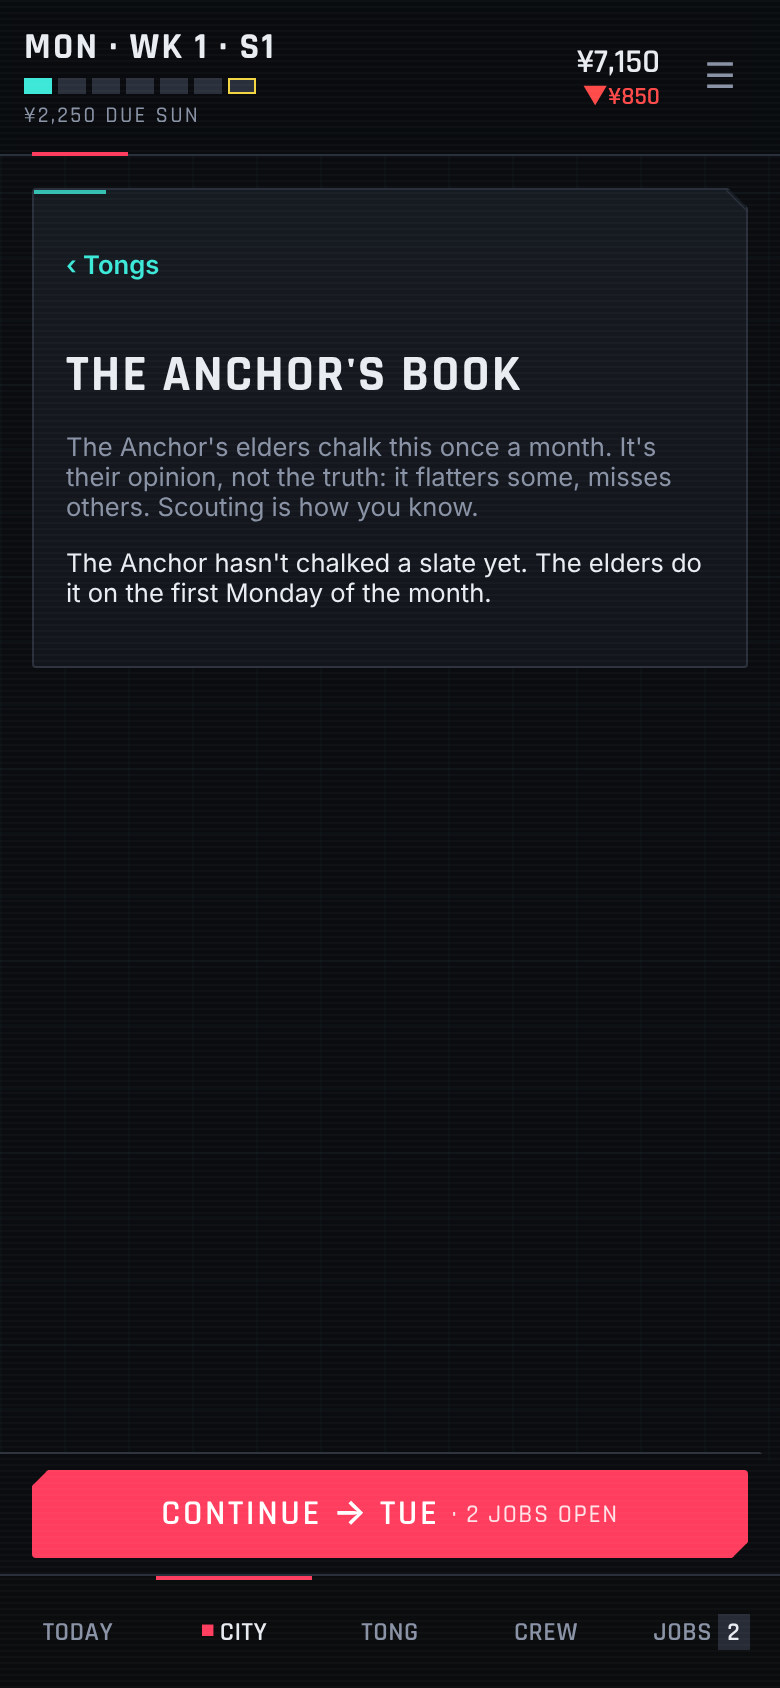 MON · WK 1 · S1
¥2,250 DUE SUN
¥7,150
▼¥850
☰
‹ Tongs
THE ANCHOR'S BOOK
The Anchor's elders chalk this once a month. It's
their opinion, not the truth: it flatters some, misses
others. Scouting is how you know.
The Anchor hasn't chalked a slate yet. The elders do
it on the first Monday of the month.
CONTINUE → TUE · 2 JOBS OPEN
TODAY
CITY
TONG
CREW
JOBS 2